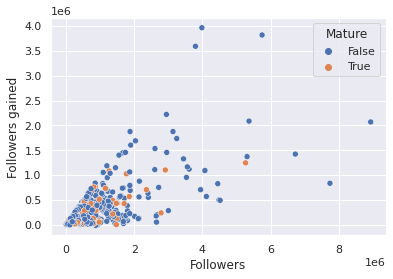 1e6
Mature
False
True
4.0
3.5
3.0
2.5
2.0
1.5
1.0
0.5
0.0
Followers gained
0 2 4 6 8
1e6
Followers